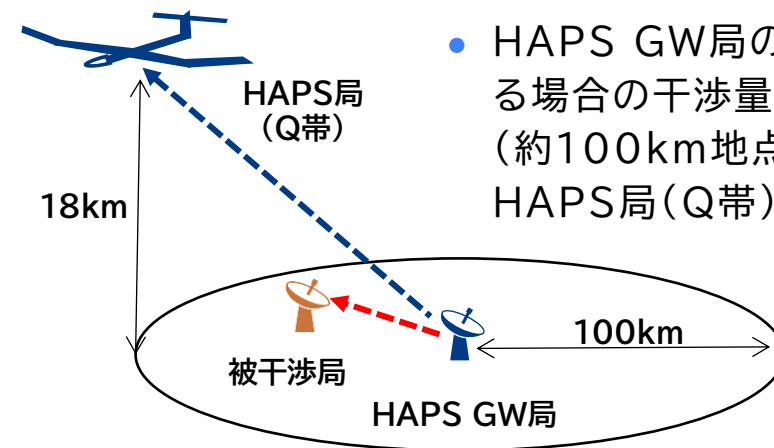 ● HAPS GW局の
る場合の干渉量
（約100km地点
HAPS局（Q帯）
HAPS局
（Q帯）
18km
100km
被干渉局
HAPS GW局